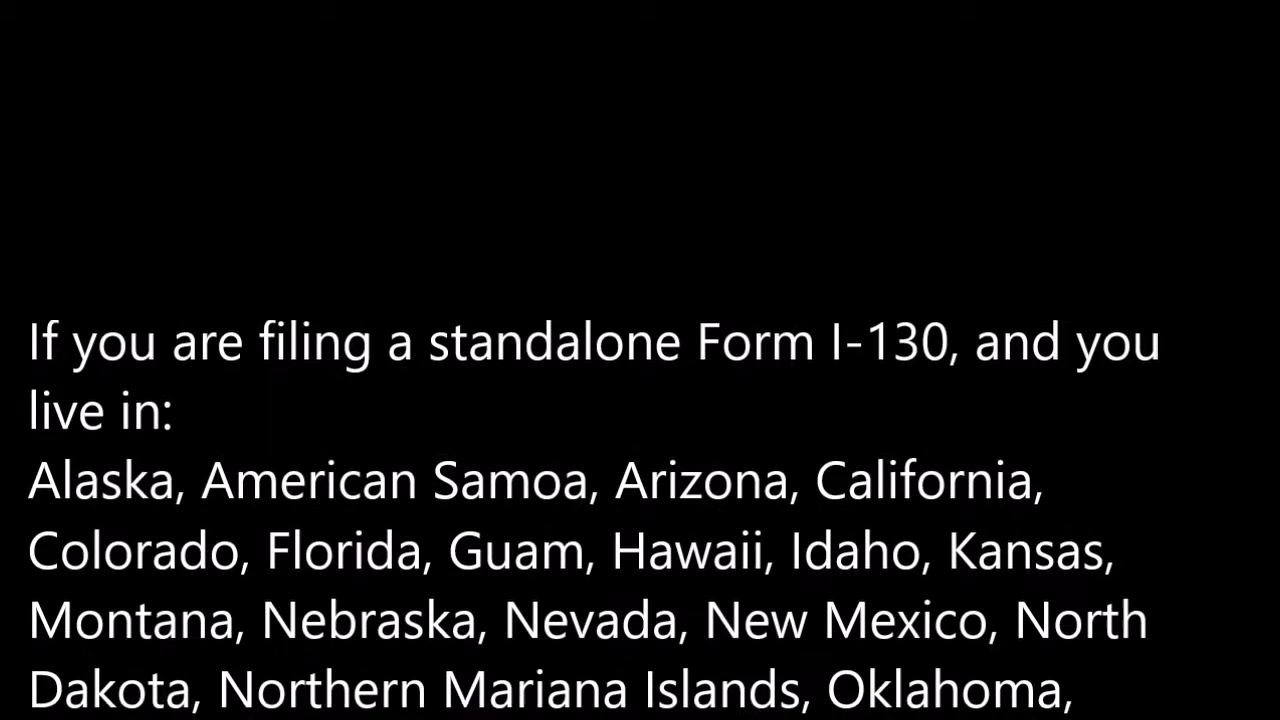 If you are filing a standalone Form I-130, and you
live in:
Alaska, American Samoa, Arizona, California,
Colorado, Florida, Guam, Hawaii, Idaho, Kansas,
Montana, Nebraska, Nevada, New Mexico, North
Dakota, Northern Mariana Islands, Oklahoma,